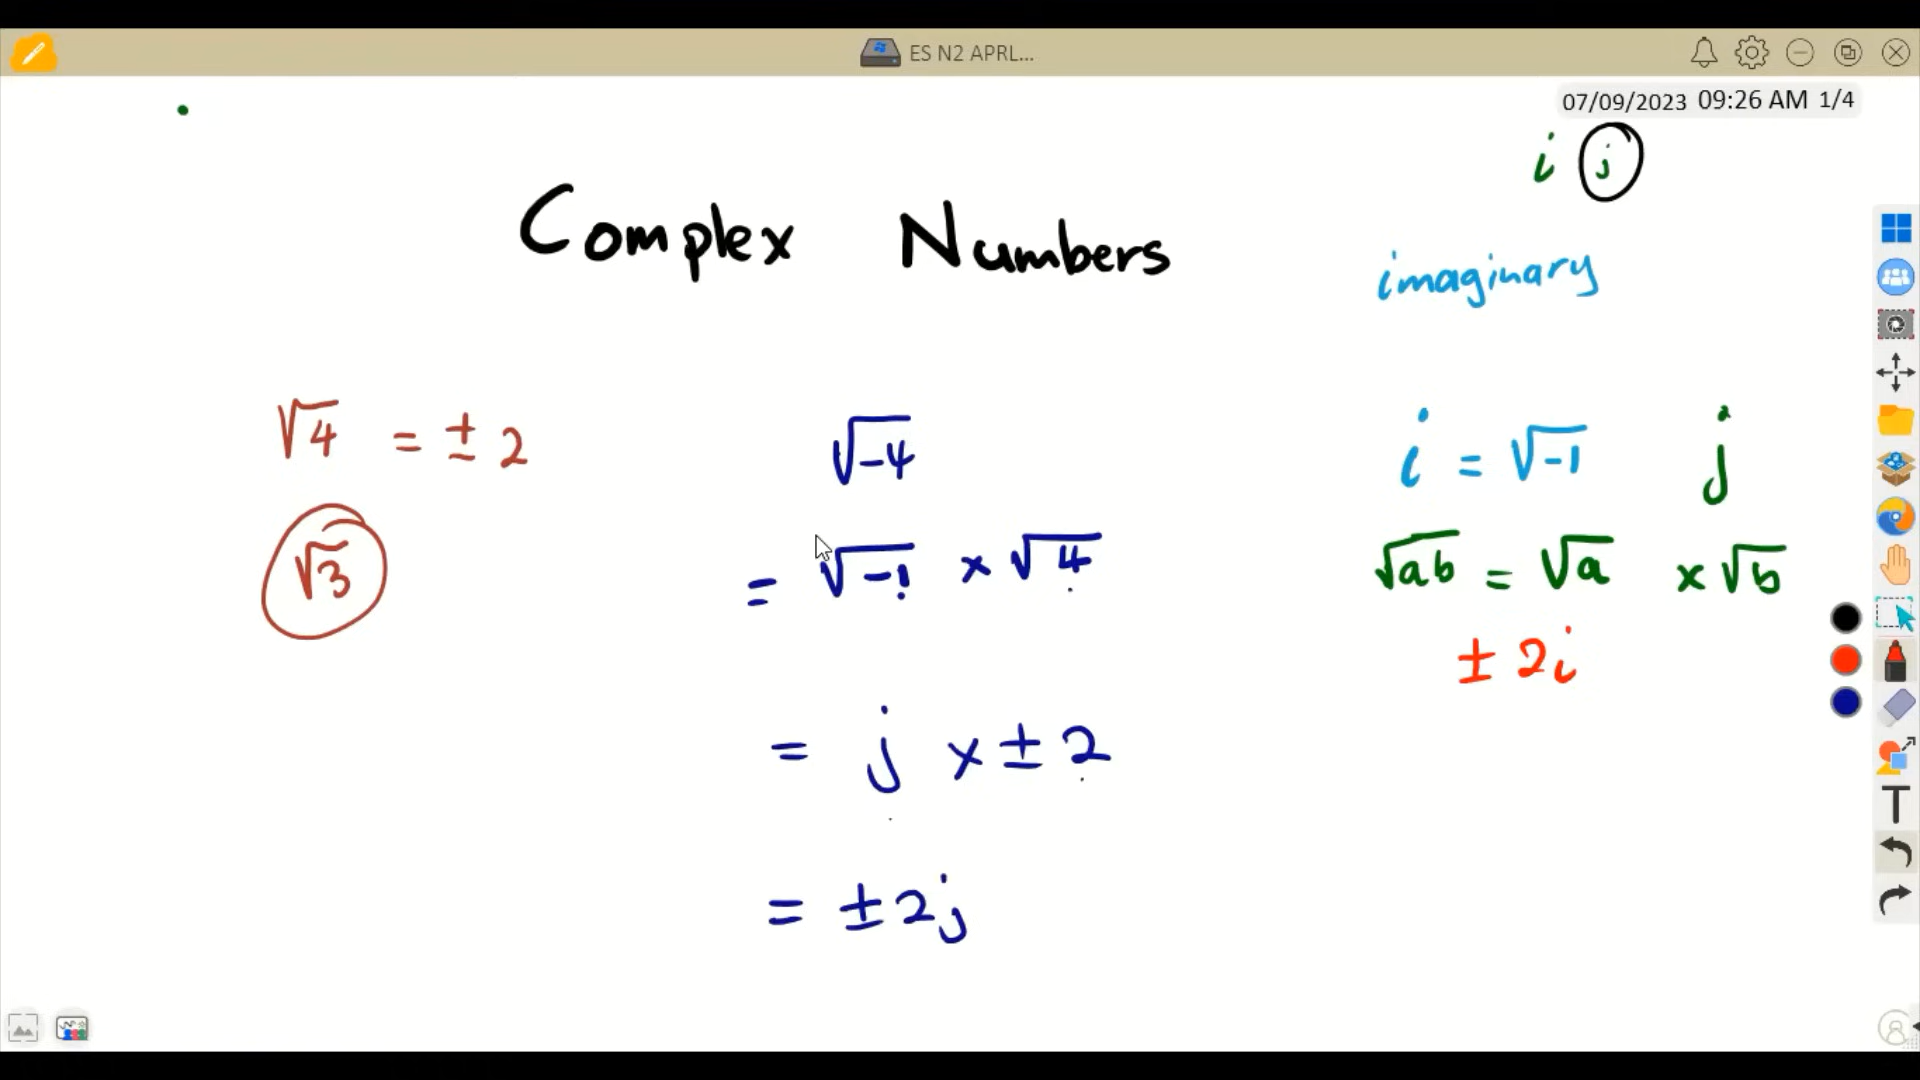 ES N2 APRL...
07/09/2023 09:26 AM 1/4
i j
Complex Numbers
imaginary
√4 = ± 2
√-4
i = √-1 j
√3
= √-1 x √4
√ab = √a x √b
± 2i
= j x ± 2
= ± 2j
T